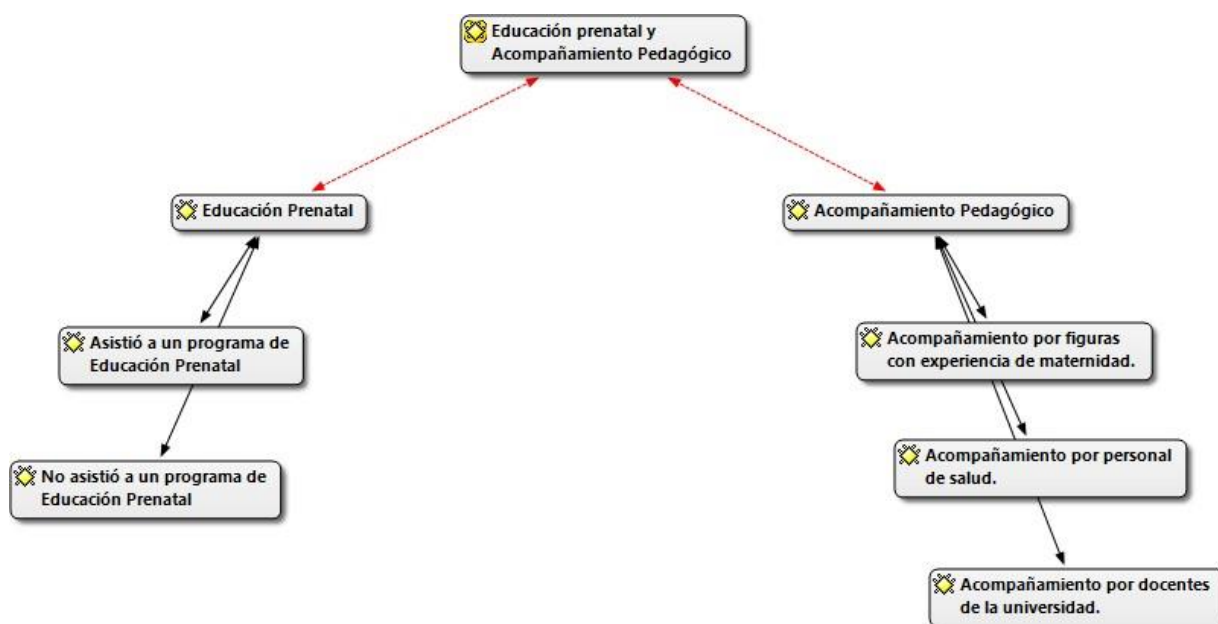 Educación prenatal y
Acompañamiento Pedagógico
Educación Prenatal
Acompañamiento Pedagógico
Asistió a un programa de
Educación Prenatal
Acompañamiento por figuras
con experiencia de maternidad.
No asistió a un programa de
Educación Prenatal
Acompañamiento por personal
de salud.
Acompañamiento por docentes
de la universidad.